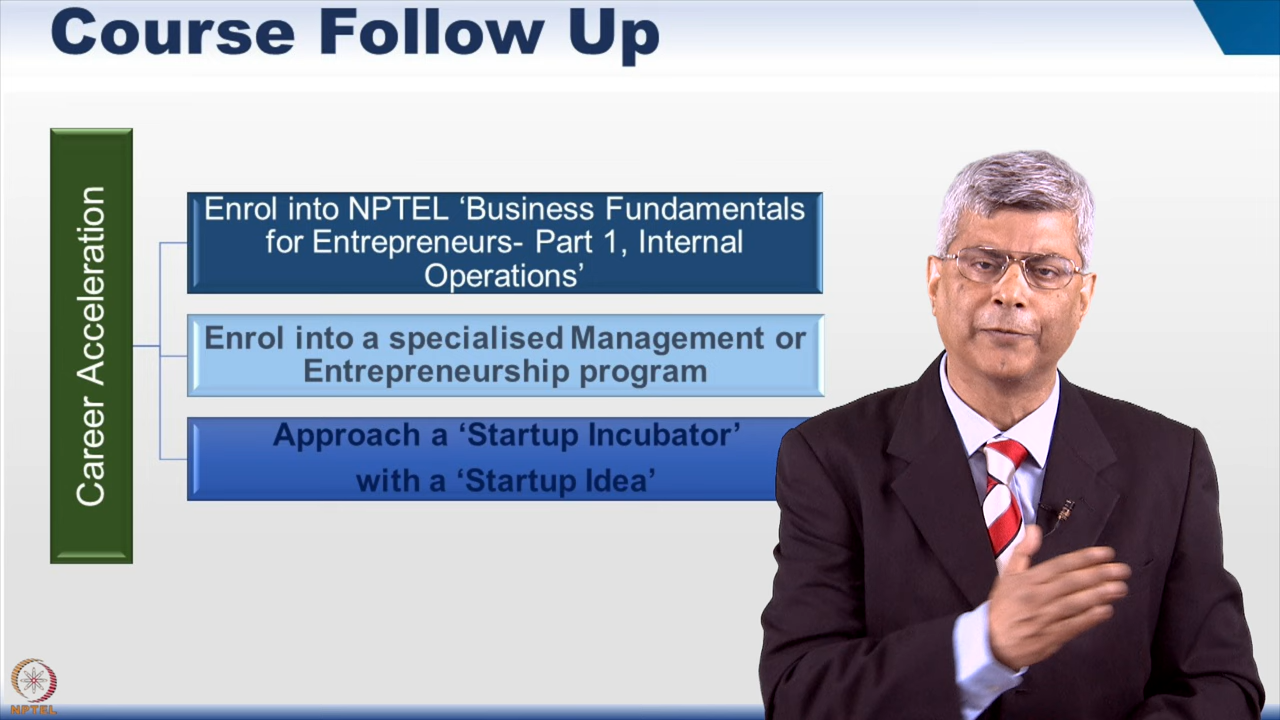 Course Follow Up
Career Acceleration
Enrol into NPTEL ‘Business Fundamentals
for Entrepreneurs- Part 1, Internal
Operations’
Enrol into a specialised Management or
Entrepreneurship program
Approach a ‘Startup Incubator’
with a ‘Startup Idea’
NPTEL